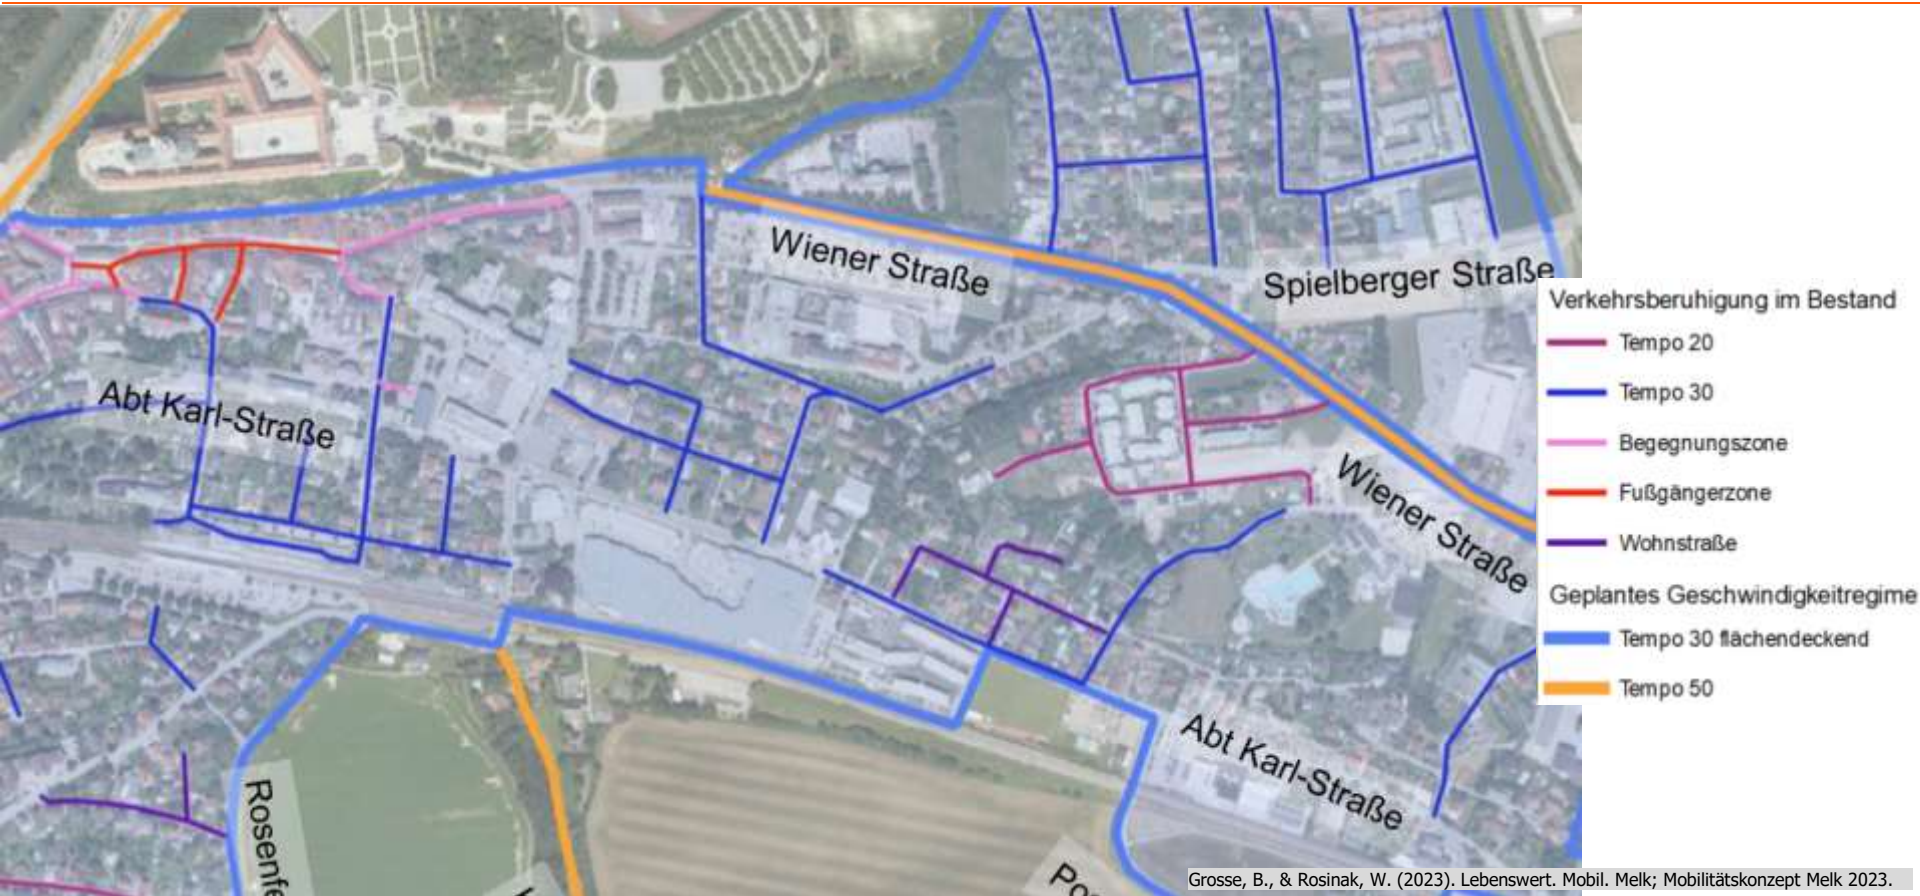 Wiener Straße
Spielberger Straße
Abt Karl-Straße
Wiener Straße
Abt Karl-Straße
Rosenfe
Pos
Verkehrsberuhigung im Bestand
Tempo 20
Tempo 30
Begegnungszone
Fußgängerzone
Wohnstraße
Geplantes Geschwindigkeitregime
Tempo 30 flächendeckend
Tempo 50
Grosse, B., & Rosinak, W. (2023). Lebenswert. Mobil. Melk; Mobilitätskonzept Melk 2023.